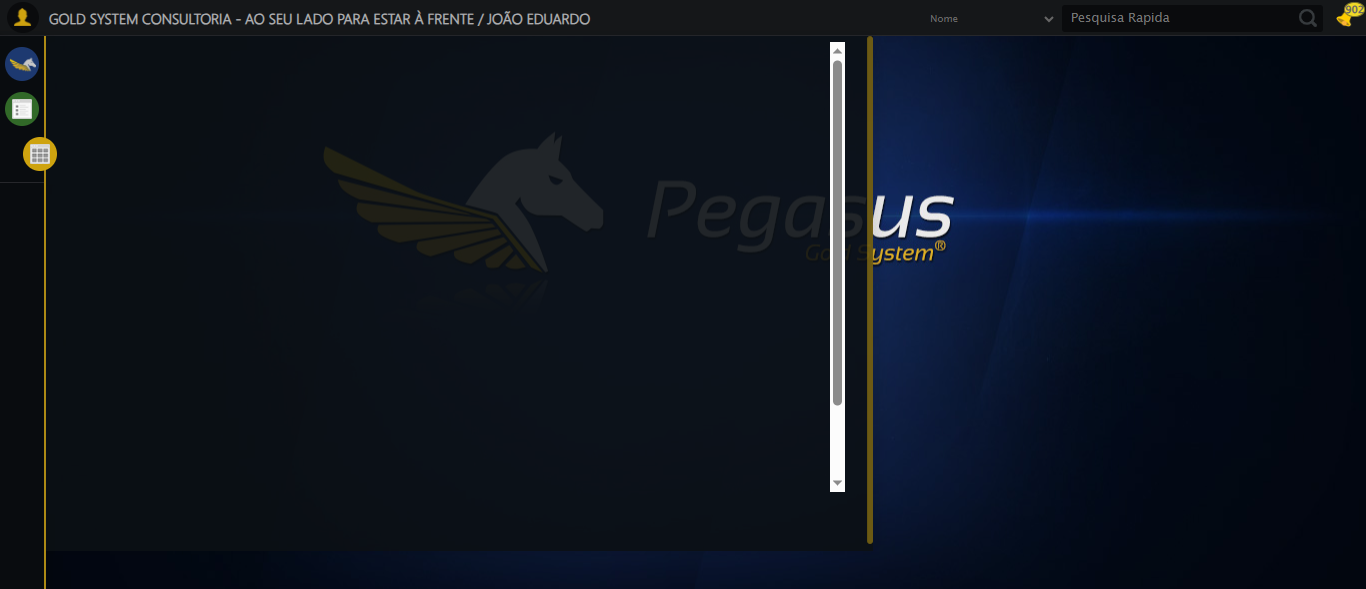 GOLD SYSTEM CONSULTORIA - AO SEU LADO PARA ESTAR À FRENTE / JOÃO EDUARDO
Nome
Pesquisa Rapida
902
Pegasus
Gold System®